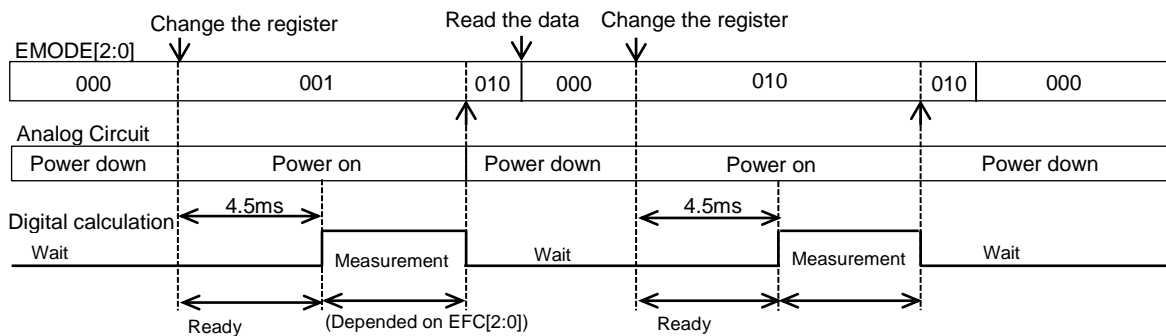 Change the register Read the data Change the register
EMODE[2:0]
000 001 010 000 010 010 000
Analog Circuit
Power down Power on Power down Power on Power down
4.5ms 4.5ms
Digital calculation
Wait Measurement Wait Measurement Wait
Ready (Depended on EFC[2:0]) Ready